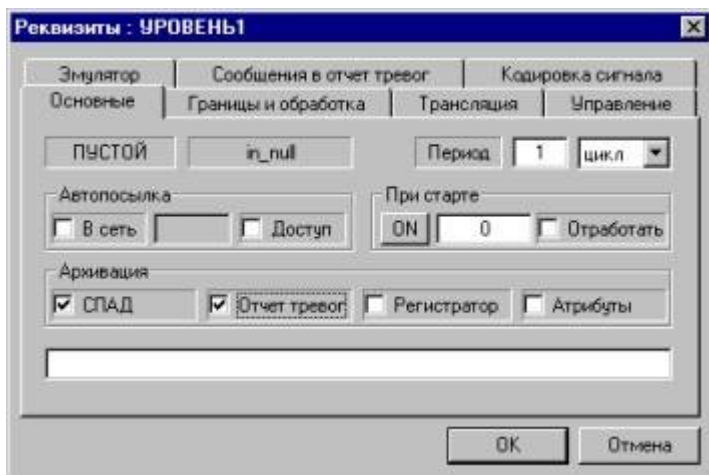 Реквизиты : УРОВЕНЬ1
Эмулятор Сообщения в отчет тревог Кодировка сигнала
Основные Границы и обработка Трансляция Управление
ПУСТОЙ in_null Период 1 цикл
Автопосылка При старте
В сеть Доступ ON 0 Отработать
Архивация
СПАД Отчет тревог Регистратор Атрибуты
OK Отмена